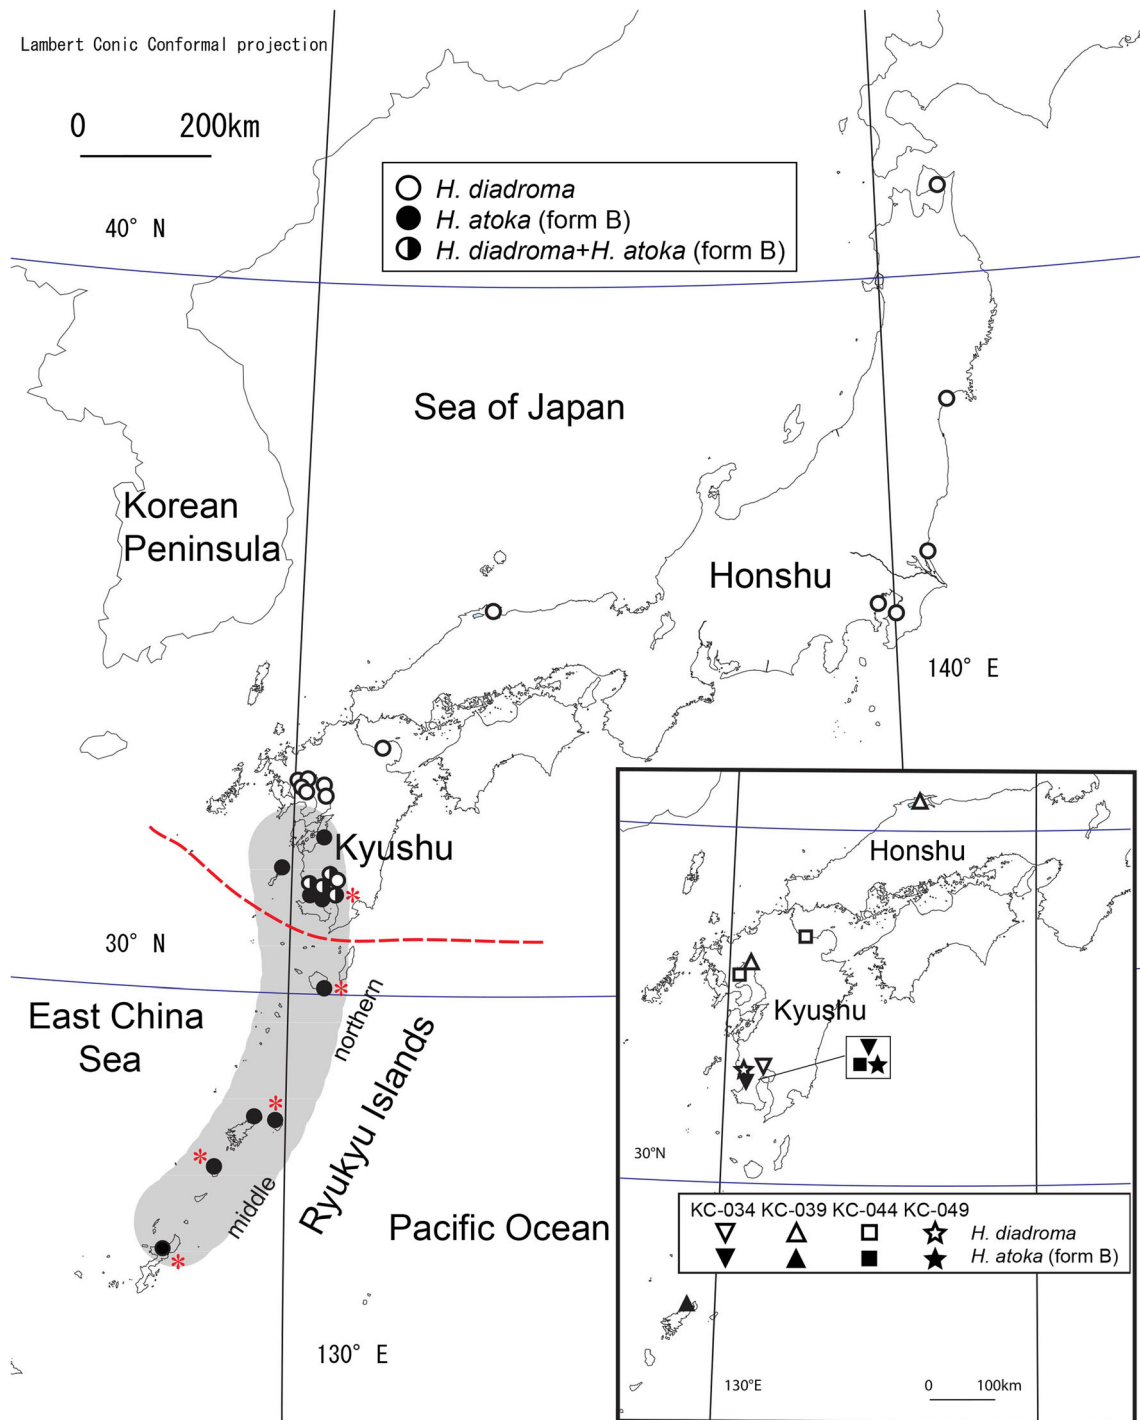 Lambert Conic Conformal projection
0 200km
H. diadroma
H. atoka (form B)
H. diadroma+H. atoka (form B)
40° N
Sea of Japan
Korean
Peninsula
Honshu
140° E
Kyushu
*
30° N
*
northern
East China
Sea
Ryukyu Islands
*
*
middle
Pacific Ocean
*
130° E
Honshu
Kyushu
30°N
KC-034 KC-039 KC-044 KC-049
H. diadroma
H. atoka (form B)
130°E
0 100km